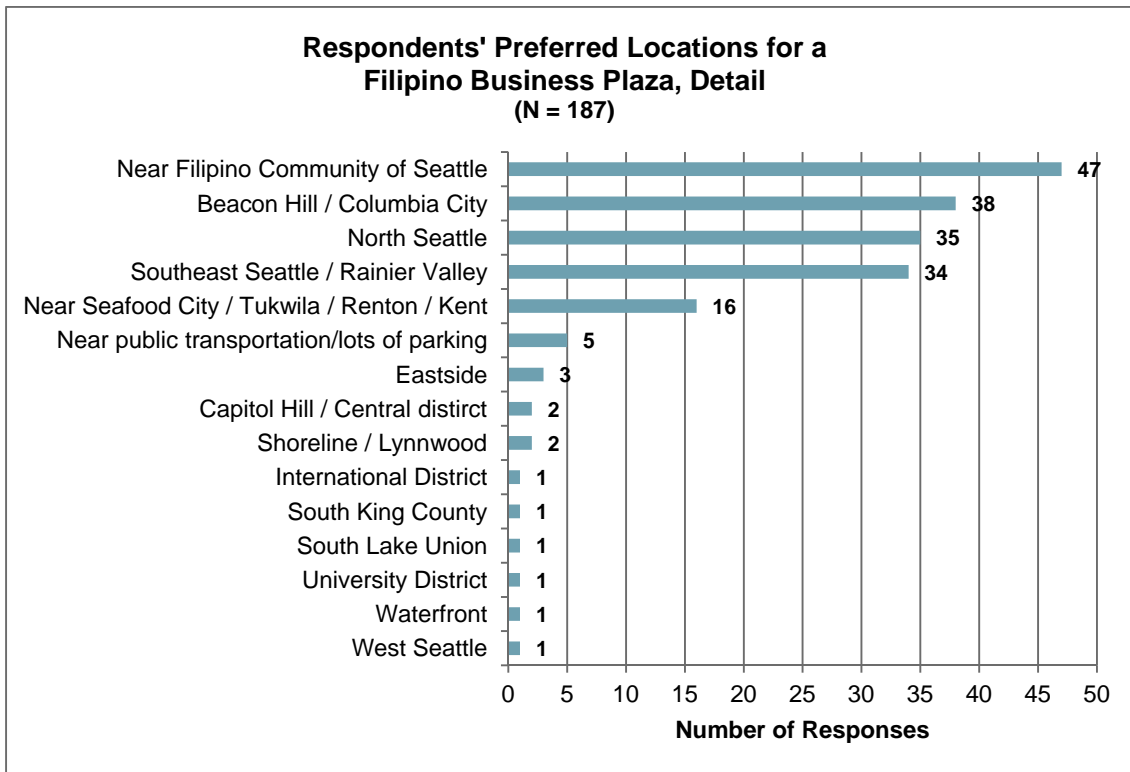 Respondents' Preferred Locations for a
Filipino Business Plaza, Detail
(N = 187)
Near Filipino Community of Seattle 47
Beacon Hill / Columbia City 38
North Seattle 35
Southeast Seattle / Rainier Valley 34
Near Seafood City / Tukwila / Renton / Kent 16
Near public transportation/lots of parking 5
Eastside 3
Capitol Hill / Central distirct 2
Shoreline / Lynnwood 2
International District 1
South King County 1
South Lake Union 1
University District 1
Waterfront 1
West Seattle 1
0 5 10 15 20 25 30 35 40 45 50
Number of Responses